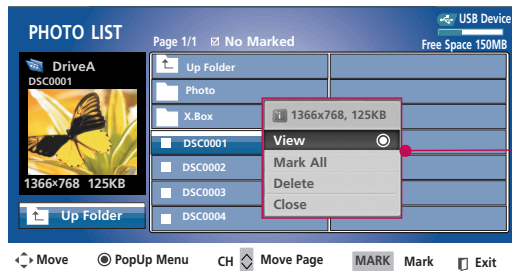 PHOTO LIST
Page 1/1 ☑ No Marked
USB Device
Free Space 150MB
DriveA
DSC0001
1366×768 125KB
Up Folder
Up Folder
Photo
X.Box
DSC0001
DSC0002
DSC0003
DSC0004
1366x768, 125KB
View
Mark All
Delete
Close
Move PopUp Menu CH Move Page MARK Mark Exit